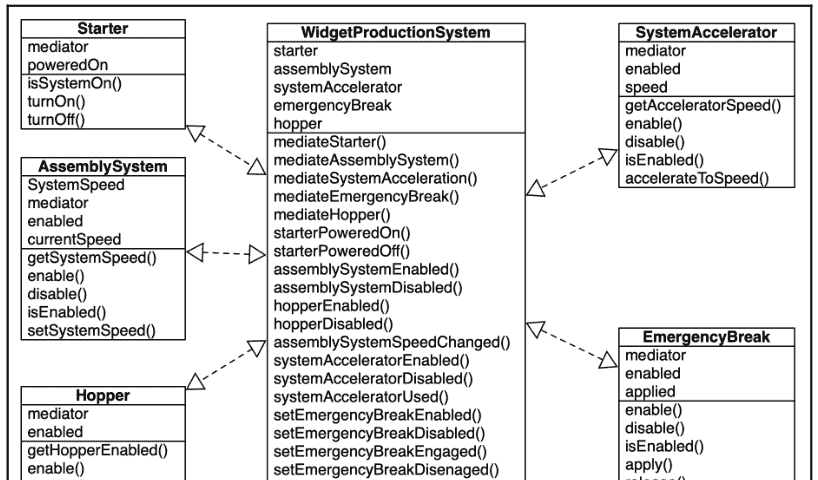 Starter
mediator
poweredOn
isSystemOn()
turnOn()
turnOff()
AssemblySystem
SystemSpeed
mediator
enabled
currentSpeed
getSystemSpeed()
enable()
disable()
isEnabled()
setSystemSpeed()
Hopper
mediator
enabled
getHopperEnabled()
enable()
WidgetProductionSystem
starter
assemblySystem
systemAccelerator
emergencyBreak
hopper
mediateStarter()
mediateAssemblySystem()
mediateSystemAcceleration()
mediateEmergencyBreak()
mediateHopper()
starterPoweredOn()
starterPoweredOff()
assemblySystemEnabled()
assemblySystemDisabled()
hopperEnabled()
hopperDisabled()
assemblySystemSpeedChanged()
systemAcceleratorEnabled()
systemAcceleratorDisabled()
systemAcceleratorUsed()
setEmergencyBreakEnabled()
setEmergencyBreakDisabled()
setEmergencyBreakEngaged()
setEmergencyBreakDisenaged()
SystemAccelerator
mediator
enabled
speed
getAcceleratorSpeed()
enable()
disable()
isEnabled()
accelerateToSpeed()
EmergencyBreak
mediator
enabled
applied
enable()
disable()
isEnabled()
apply()